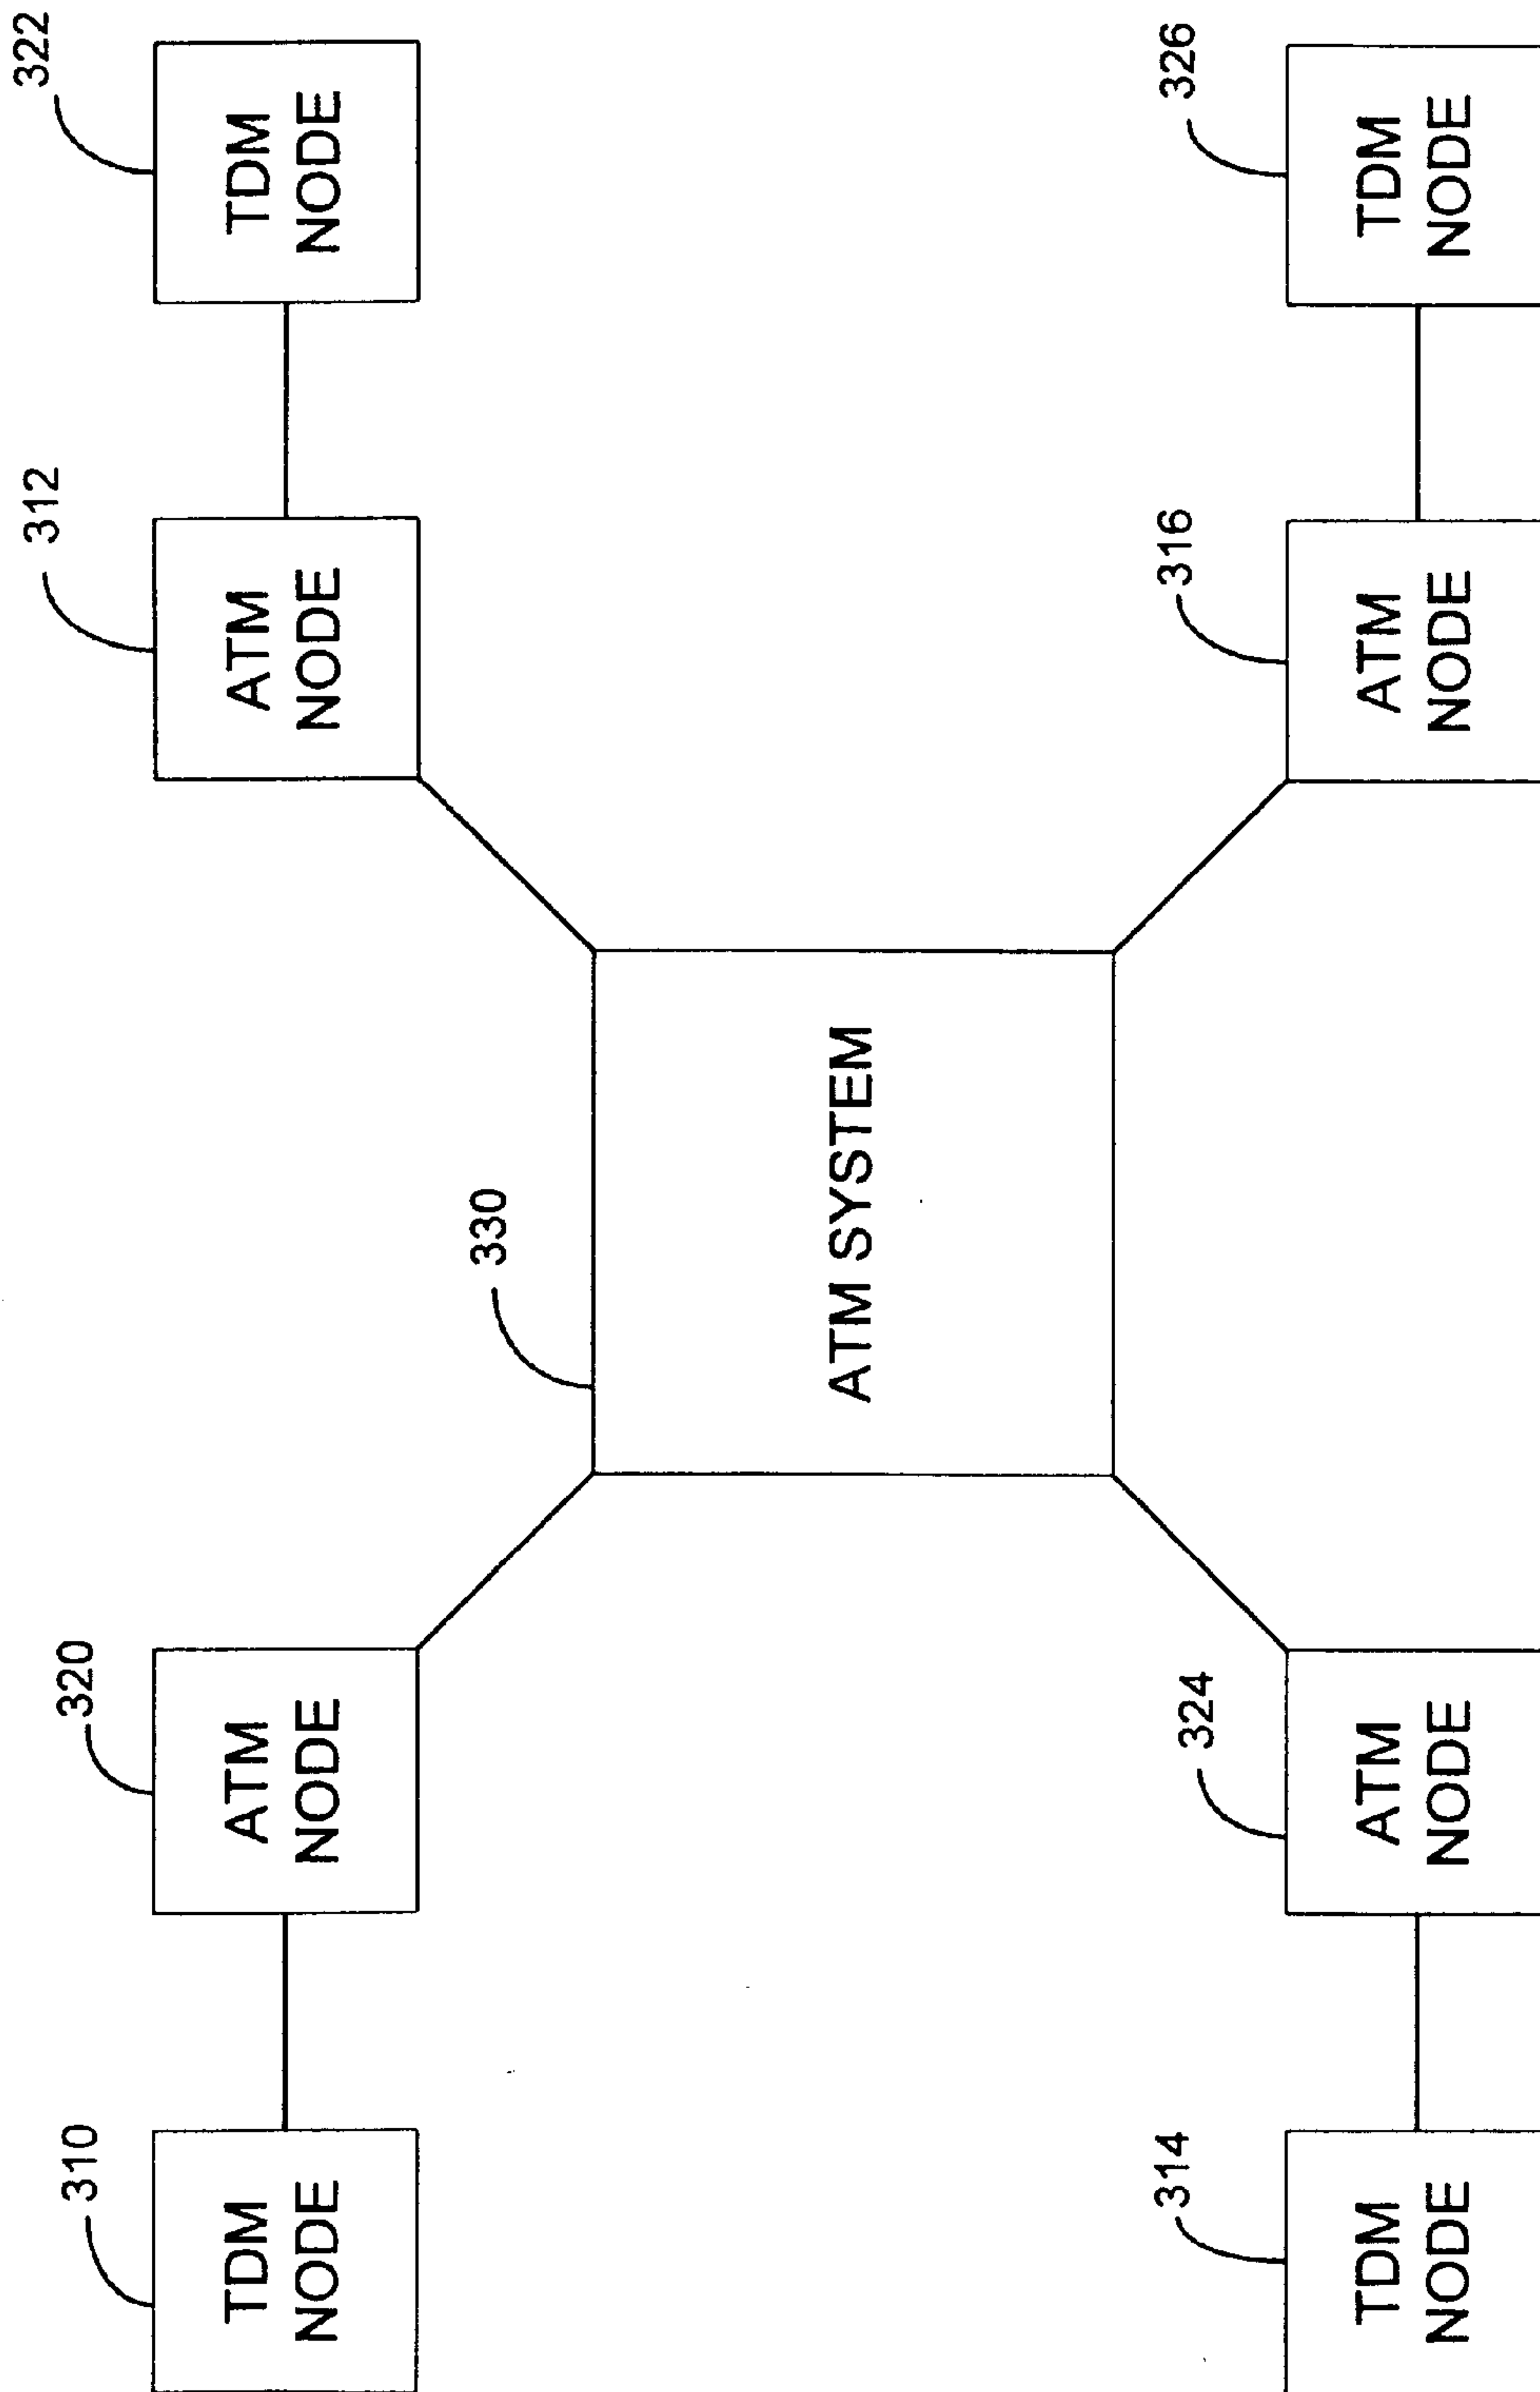 310
320
312
322
TDM
NODE
ATM
NODE
ATM
NODE
TDM
NODE
330
ATM SYSTEM
314
324
316
326
TDM
NODE
ATM
NODE
ATM
NODE
TDM
NODE